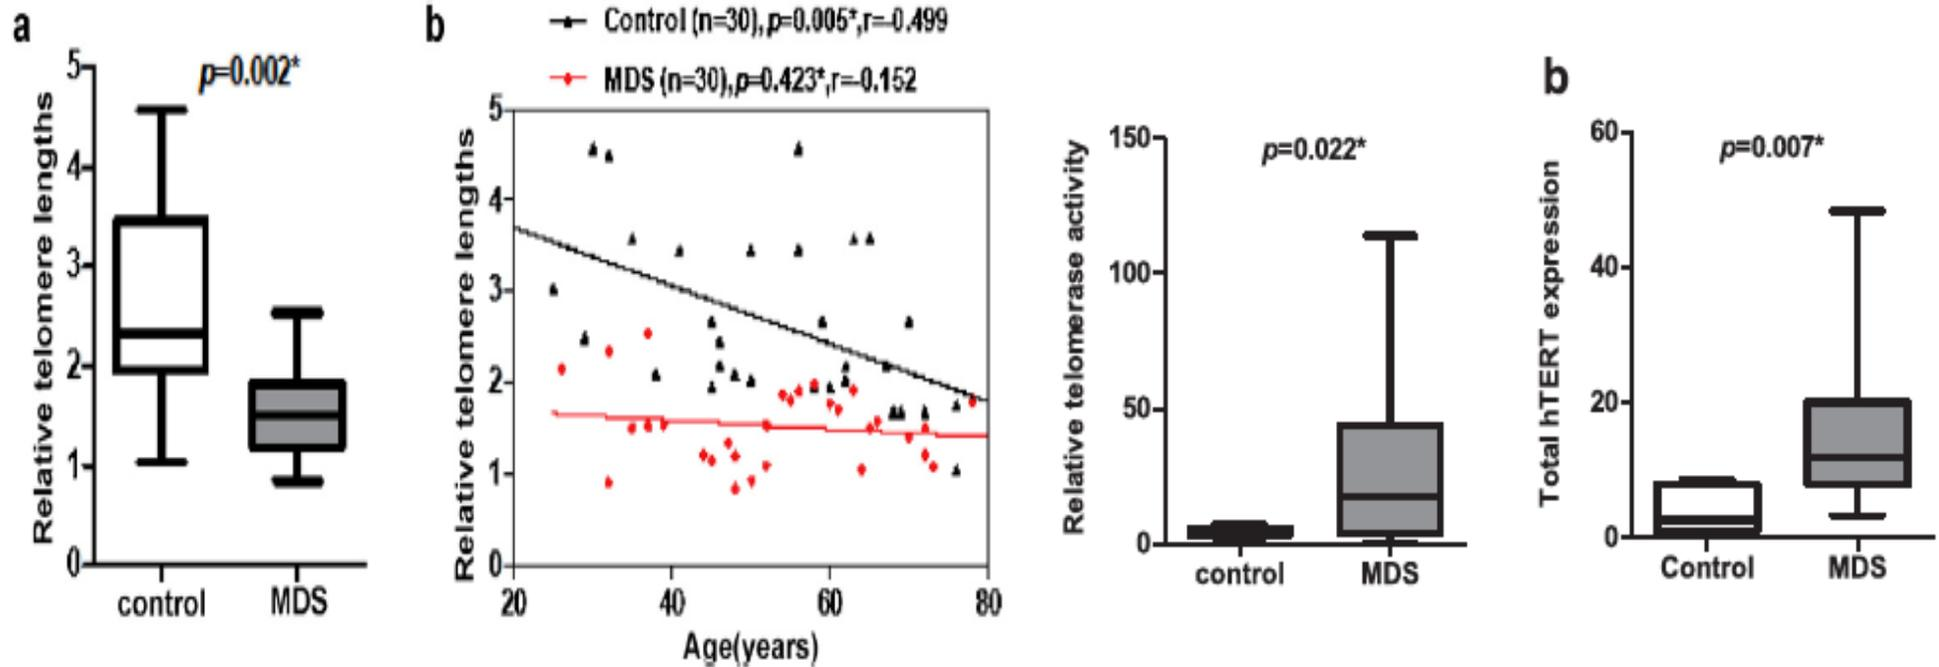 a
p=0.002*
Relative telomere lengths
5
4
3
2
1
0
control
MDS
b
Control (n=30), p=0.005*,r=-0.499
MDS (n=30),p=0.423*,r=-0.152
Relative telomere lengths
5
4
3
2
1
0
20
40
60
80
Age(years)
p=0.022*
Relative telomerase activity
150
100
50
0
control
MDS
b
p=0.007*
Total hTERT expression
60
40
20
0
Control
MDS